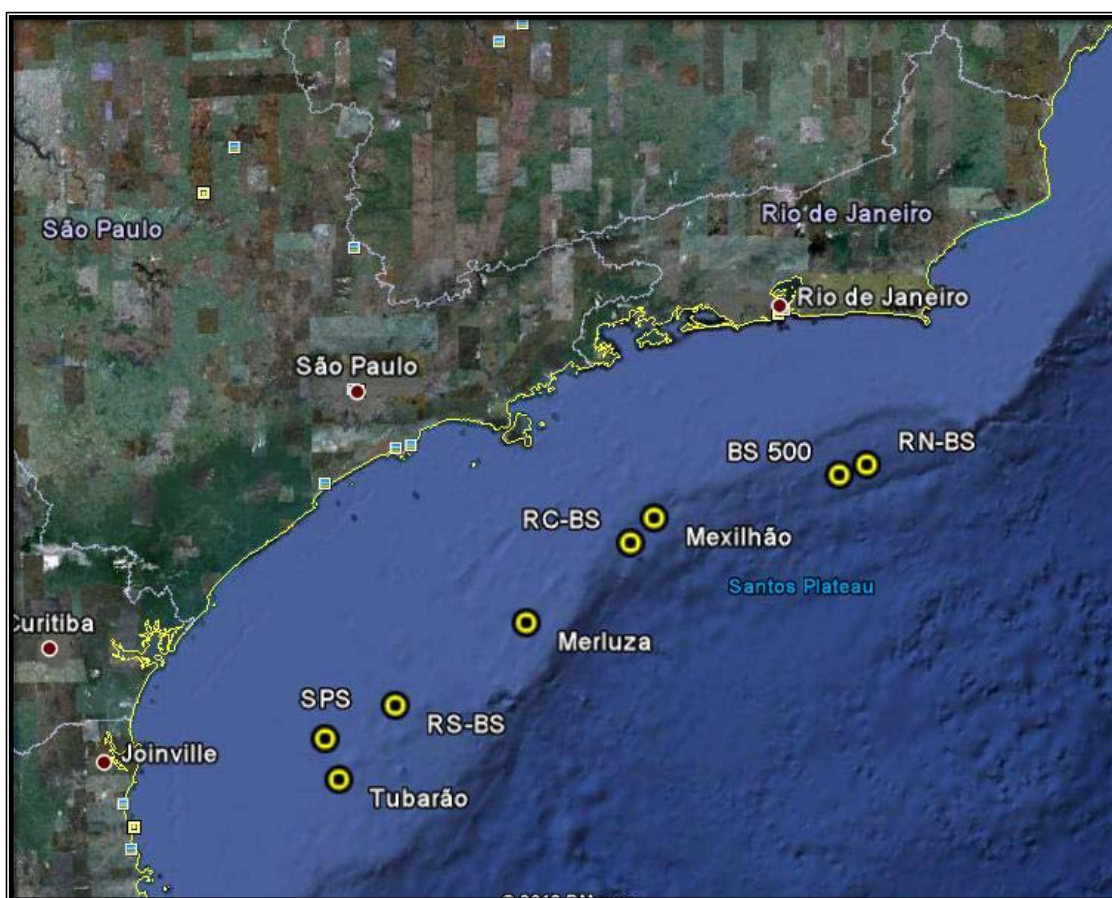 Rio de Janeiro
São Paulo
Rio de Janeiro
São Paulo
BS 500
RN-BS
RC-BS
Mexilhão
Santos Plateau
Curitiba
Merluza
SPS
RS-BS
Joinville
Tubarão